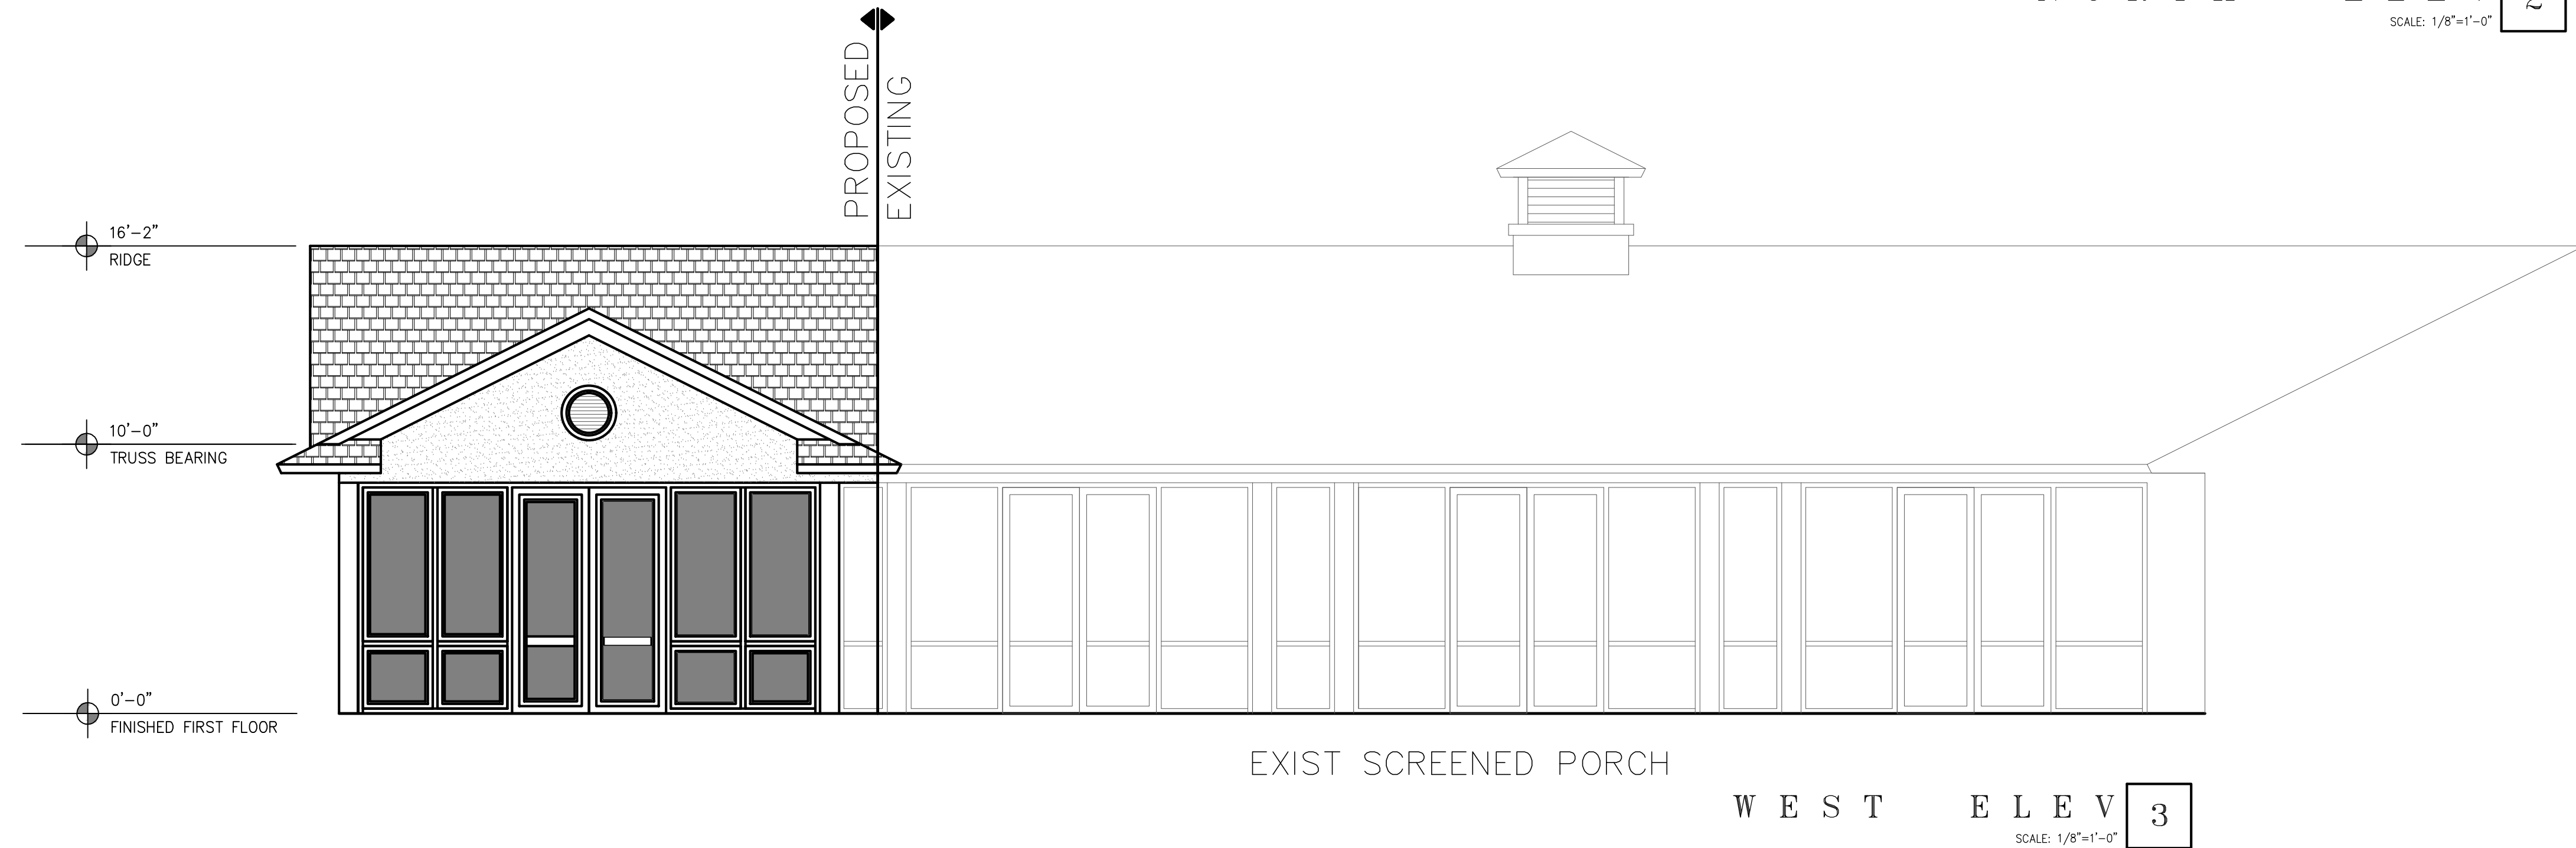 SCALE: 1/8"=1'-0"
PROPOSED
EXISTING
16'-2"
RIDGE
10'-0"
TRUSS BEARING
0'-0"
FINISHED FIRST FLOOR
EXIST SCREENED PORCH
WEST ELEV 3
SCALE: 1/8"=1'-0"